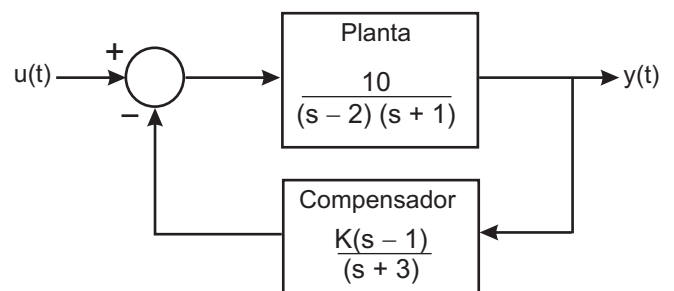 Planta
+
u(t)
10
(s – 2) (s + 1)
y(t)
–
Compensador
K(s – 1)
(s + 3)